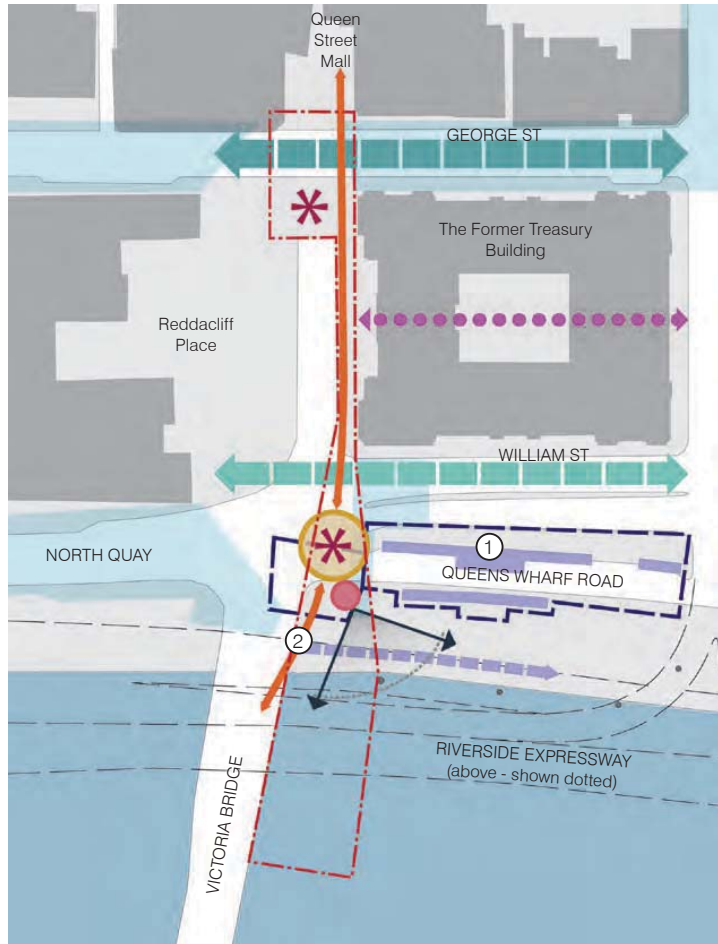 Queen
Street
Mall
GEORGE ST
The Former Treasury
Building
Reddacliff
Place
WILLIAM ST
1
NORTH QUAY
QUEENS WHARF ROAD
2
RIVERSIDE EXPRESSWAY
(above - shown dotted)
VICTORIA BRIDGE